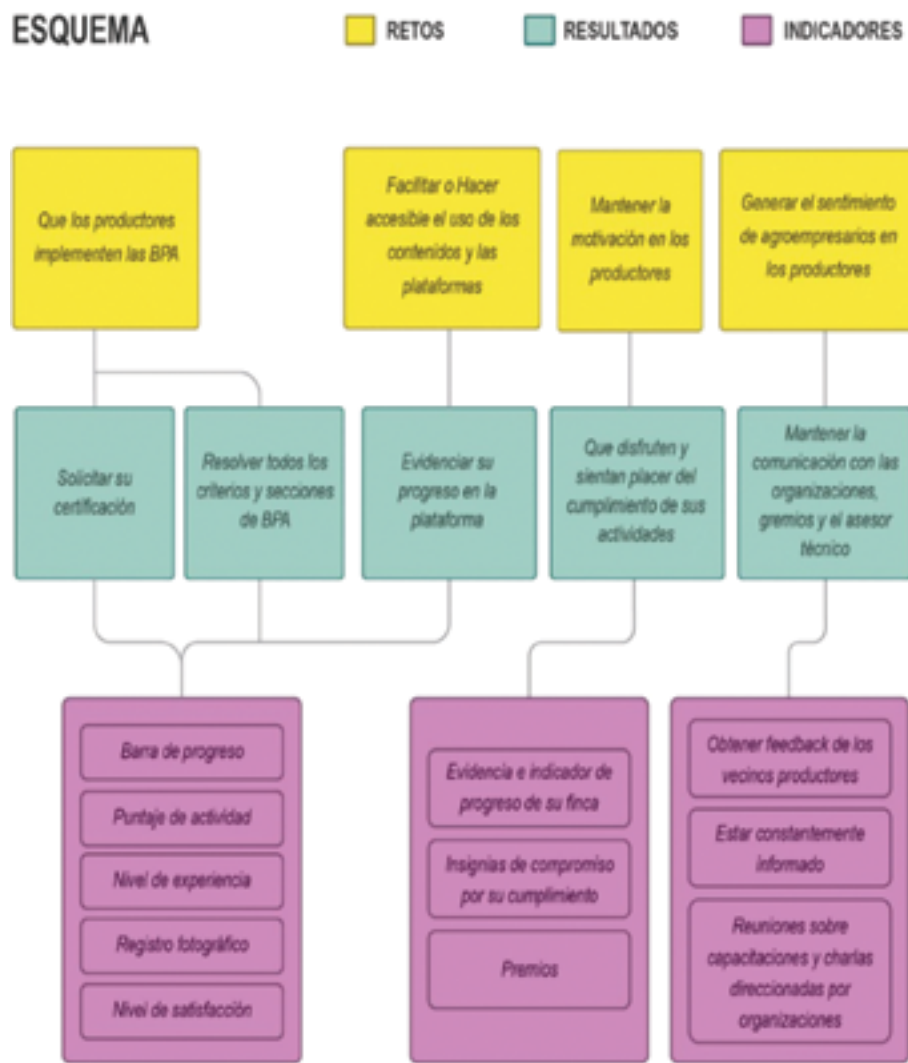 ESQUEMA
RETOS
RESULTADOS
INDICADORES
Que los productores
implementen las BPA
Facilitar o Hacer
accesible el uso de los
contenidos y las
plataformas
Mantener la
motivación en los
productores
Generar el sentimiento
de agroempresarios en
los productores
Solicitar su
certificación
Resolver todos los
criterios y secciones
de BPA
Evidenciar su
progreso en la
plataforma
Que disfruten y
sientan placer del
cumplimiento de sus
actividades
Mantener la
comunicación con las
organizaciones,
gremios y el asesor
técnico
Barra de progreso
Puntaje de actividad
Nivel de experiencia
Registro fotográfico
Nivel de satisfacción
Evidencia e indicador de
progreso de su finca
Insignias de compromiso
por su cumplimiento
Premios
Obtener feedback de los
vecinos productores
Estar constantemente
informado
Reuniones sobre
capacitaciones y charlas
direccionadas por
organizaciones